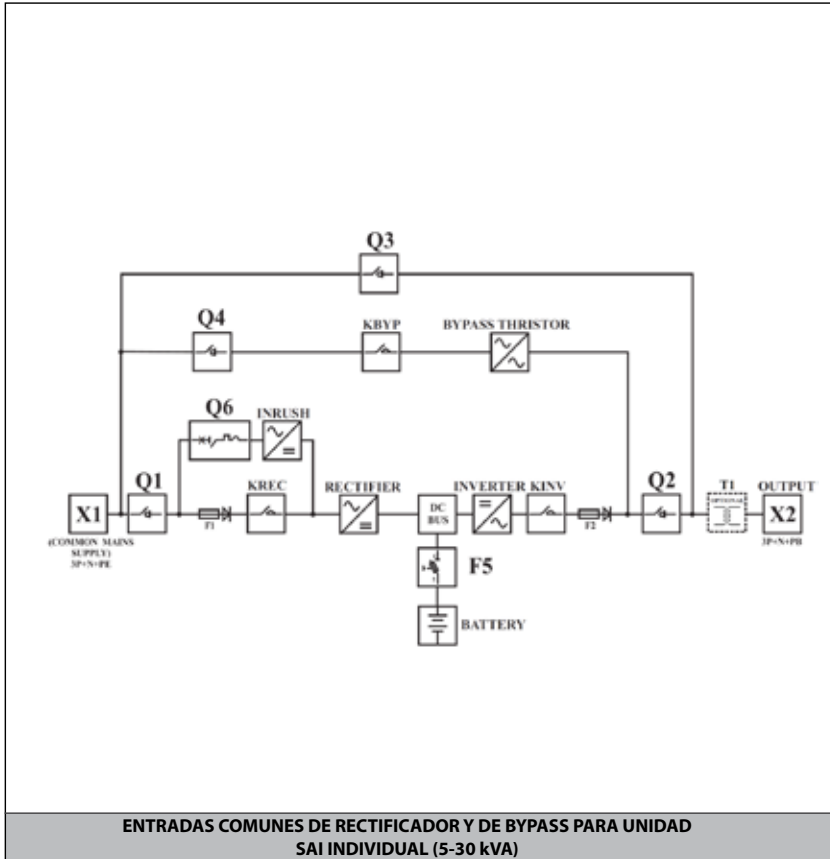 Q3
Q4
KBYP
BYPASS THRISTOR
Q6
INRUSH
Q1
KREC
RECTIFIER
INVERTER
KINV
Q2
T1
OUTPUT
X1
F1
DC
BUS
F2
OPTIONAL
X2
(COMMON MAINS
SUPPLY)
3P+N+PE
3P+N+PE
F5
BATTERY
ENTRADAS COMUNES DE RECTIFICADOR Y DE BYPASS PARA UNIDAD
SAI INDIVIDUAL (5-30 kVA)